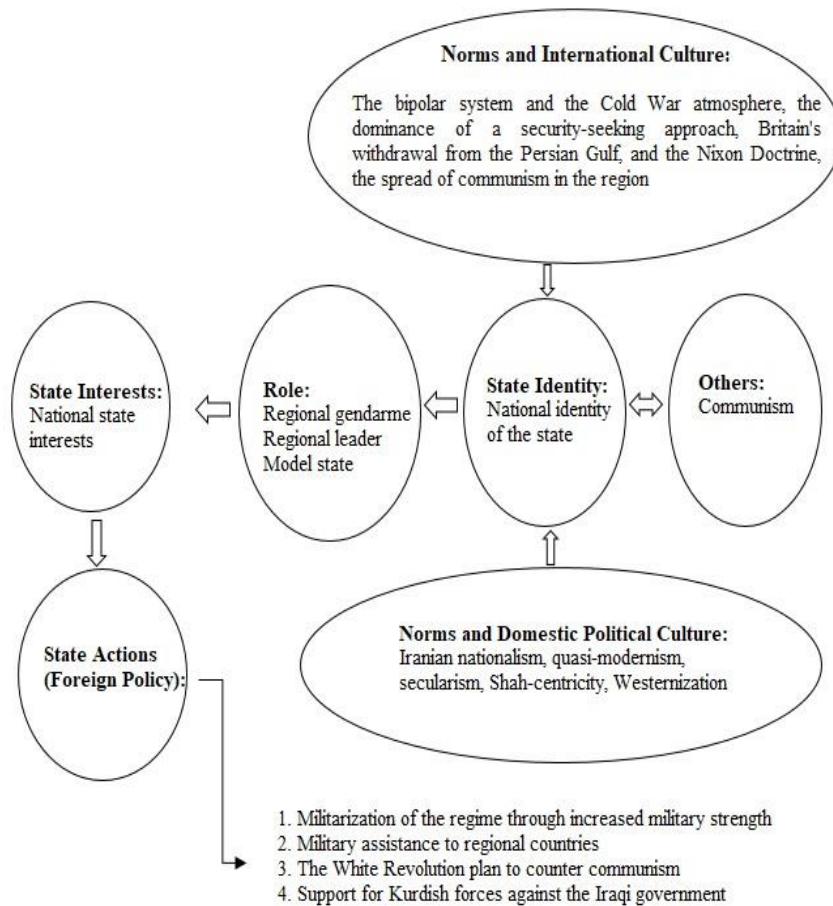 Norms and International Culture:
The bipolar system and the Cold War atmosphere, the
dominance of a security-seeking approach, Britain's
withdrawal from the Persian Gulf, and the Nixon Doctrine,
the spread of communism in the region
State Interests:
National state
interests
Role:
Regional gendarme
Regional leader
Model state
State Identity:
National identity
of the state
Others:
Communism
State Actions
(Foreign Policy):
Norms and Domestic Political Culture:
Iranian nationalism, quasi-modernism,
secularism, Shah-centricity, Westernization
1. Militarization of the regime through increased military strength
2. Military assistance to regional countries
3. The White Revolution plan to counter communism
4. Support for Kurdish forces against the Iraqi government